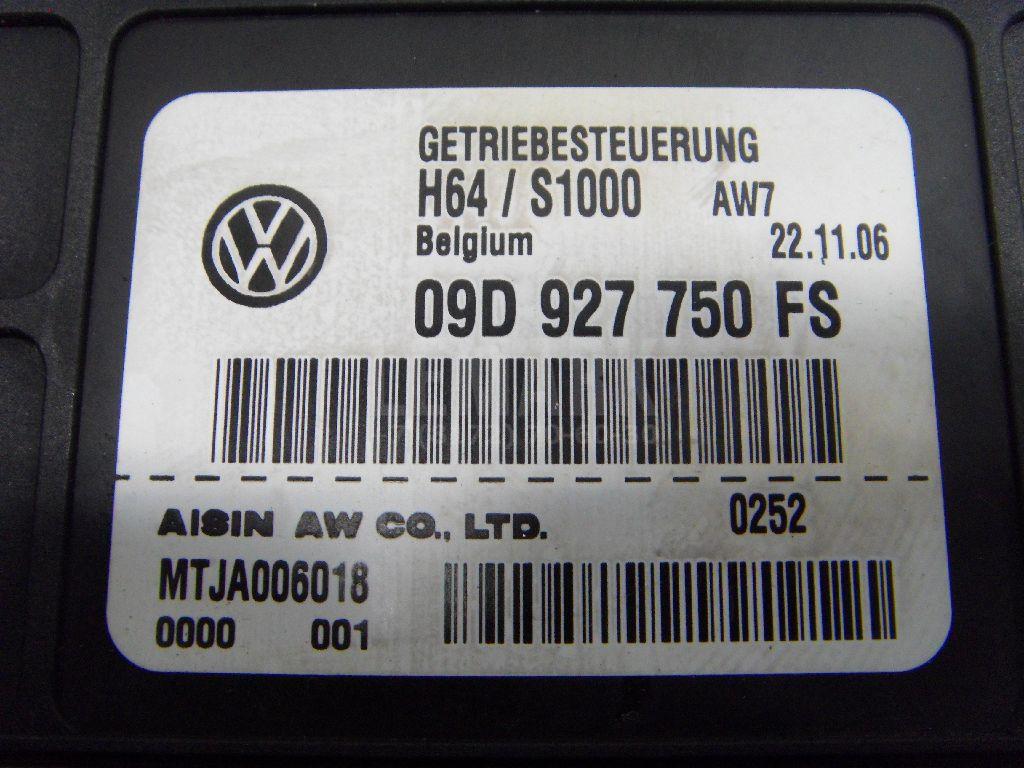 GETRIEBESTEUERUNG
H64 / S1000 AW7
Belgium 22.11.06
09D 927 750 FS
AISIN AW CO., LTD. 0252
MTJA006018
0000 001